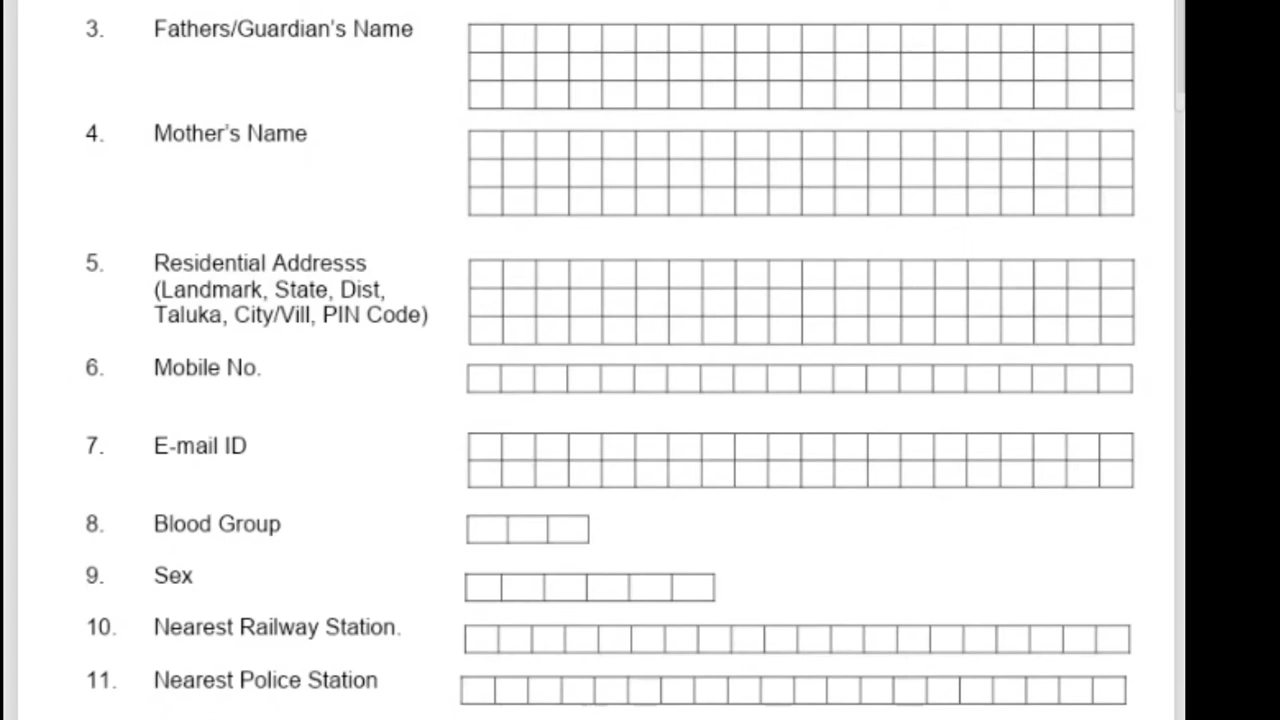 3. Fathers/Guardian's Name
4. Mother's Name
5. Residential Addresss
(Landmark, State, Dist,
Taluka, City/Vill, PIN Code)
6. Mobile No.
7. E-mail ID
8. Blood Group
9. Sex
10. Nearest Railway Station.
11. Nearest Police Station